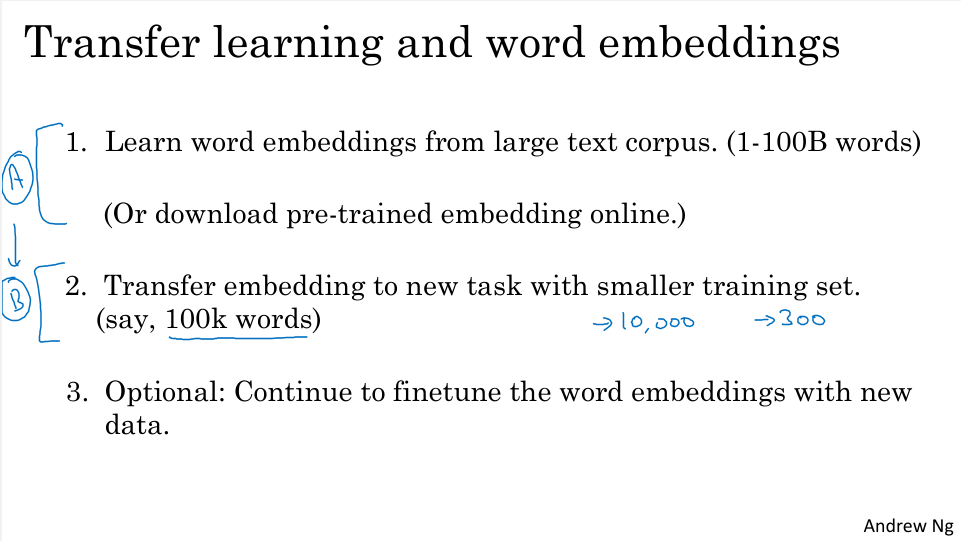 Transfer learning and word embeddings
1. Learn word embeddings from large text corpus. (1-100B words)
A
(Or download pre-trained embedding online.)
2. Transfer embedding to new task with smaller training set.
B
(say, 100k words) →10,000 →300
3. Optional: Continue to finetune the word embeddings with new
data.
Andrew Ng